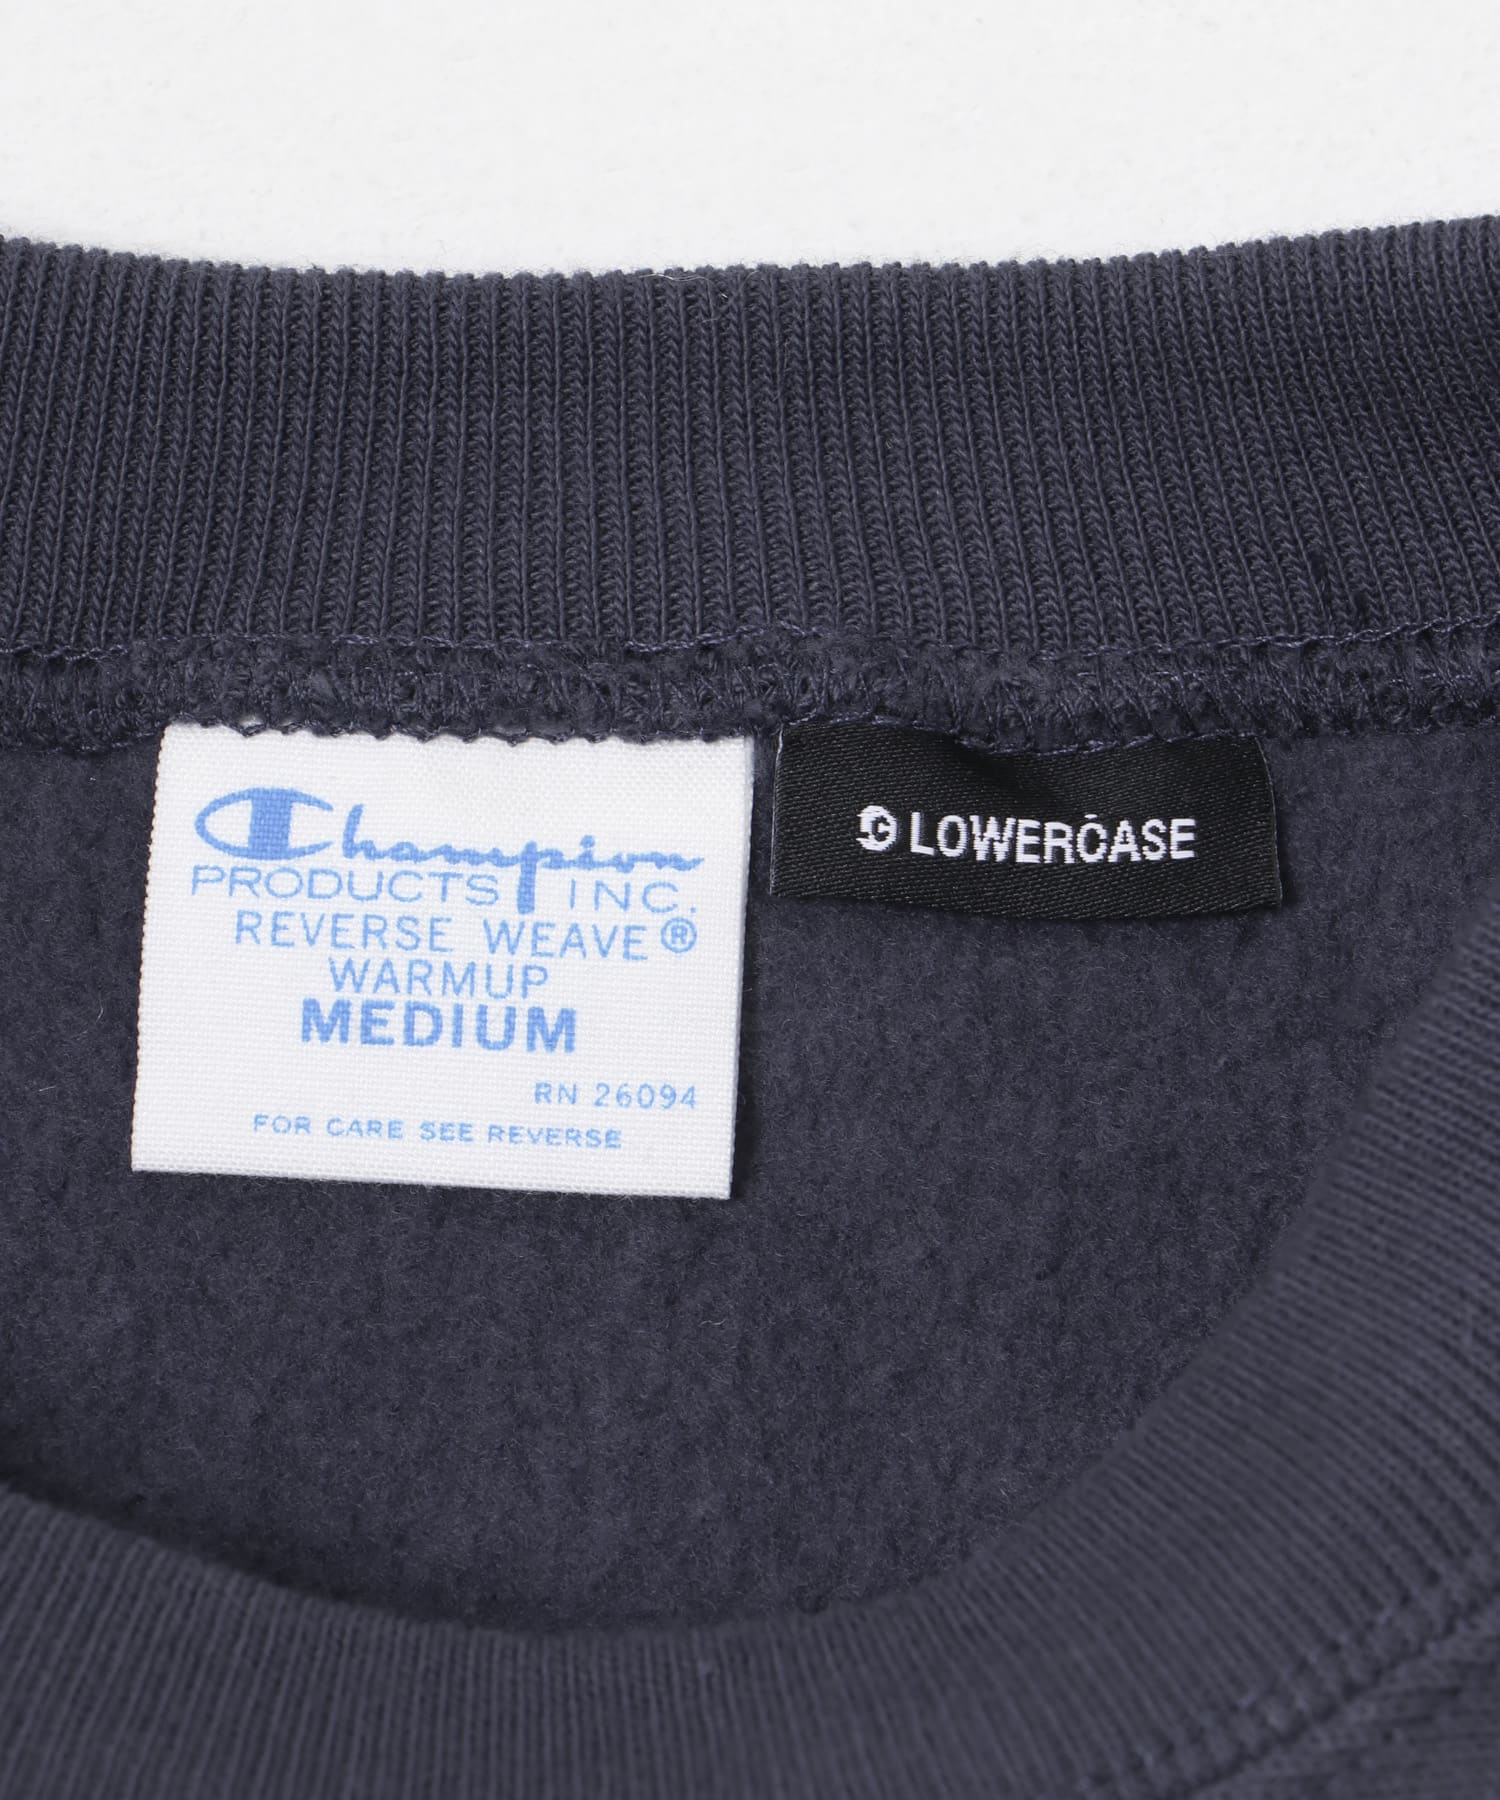 Champion
PRODUCTS INC.
REVERSE WEAVE®
WARMUP
MEDIUM
RN 26094
FOR CARE SEE REVERSE
LOWERCASE